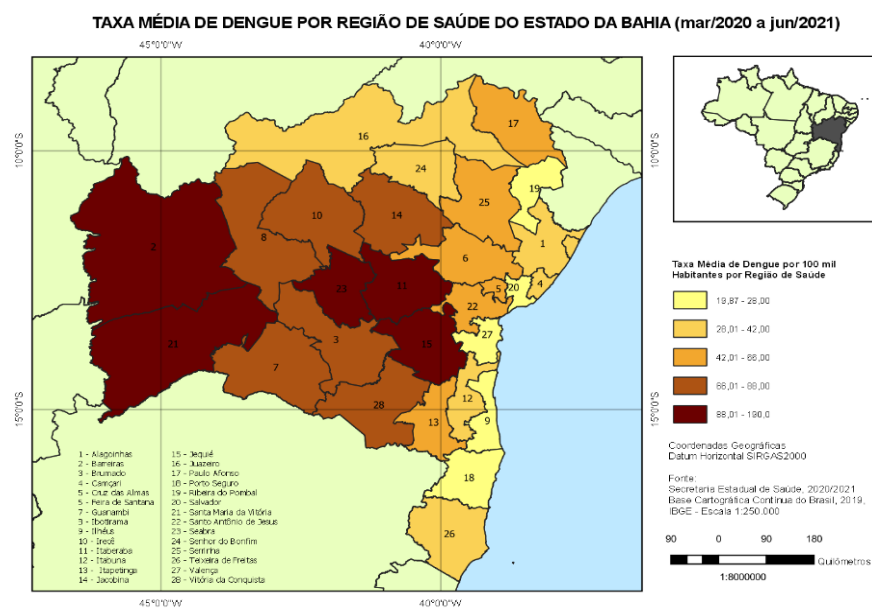 TAXA MÉDIA DE DENGUE POR REGIÃO DE SAÚDE DO ESTADO DA BAHIA (mar/2020 a jun/2021)
45°0'0"W 40°0'0"W
10°0'0"S 10°0'0"S
15°0'0"S 15°0'0"S
17
16
24
19
25
10
14
2
8
1
6
23
11
5
20
4
22
21
3
15
27
7
28
12
13
9
18
26
1 - Alagoinhas
2 - Barreiras
3 - Brumado
4 - Camçari
5 - Cruz das Almas
5 - Feira de Santana
7 - Guanambi
3 - Ibotirama
9 - Ilhéus
10 - Irecê
11 - Itaberaba
12 - Itabuna
13 - Itapetinga
14 - Jacobina
15 - Jequié
16 - Juazeiro
17 - Paulo Afonso
18 - Porto Seguro
19 - Ribeira do Pombal
20 - Salvador
21 - Santa Maria da Vitória
22 - Santo Antônio de Jesus
23 - Seabra
24 - Senhor do Bonfim
25 - Serrinha
26 - Teixeira de Freitas
27 - Valença
28 - Vitória da Conquista
45°0'0"W 40°0'0"W
Taxa Média de Dengue por 100 mil
Habitantes por Região de Saúde
19,87 - 28,00
28,01 - 42,00
42,01 - 66,00
66,01 - 88,00
88,01 - 190,0
Coordenadas Geográficas
Datum Horizontal SIRGAS2000
Fonte:
Secretaria Estadual de Saúde, 2020/2021
Base Cartográfica Contínua do Brasil, 2019,
IBGE - Escala 1:250.000
90 0 90 180
Quilômetros
1:8000000